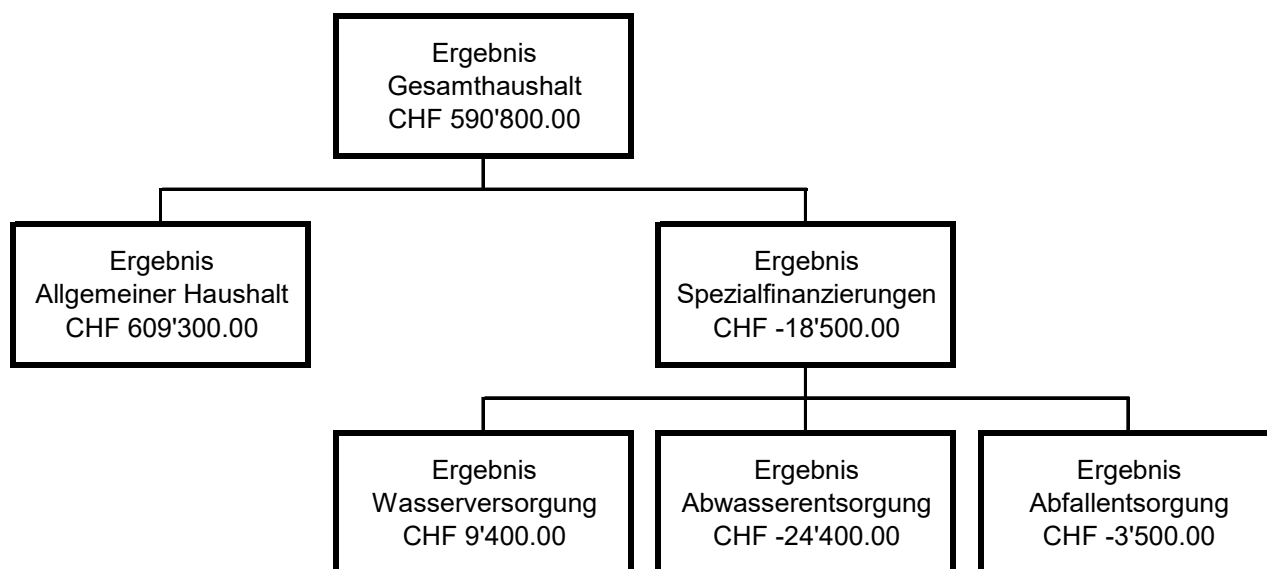 Ergebnis
Gesamthaushalt
CHF 590'800.00
Ergebnis
Allgemeiner Haushalt
CHF 609'300.00
Ergebnis
Spezialfinanzierungen
CHF -18'500.00
Ergebnis
Wasserversorgung
CHF 9'400.00
Ergebnis
Abwasserentsorgung
CHF -24'400.00
Ergebnis
Abfallentsorgung
CHF -3'500.00